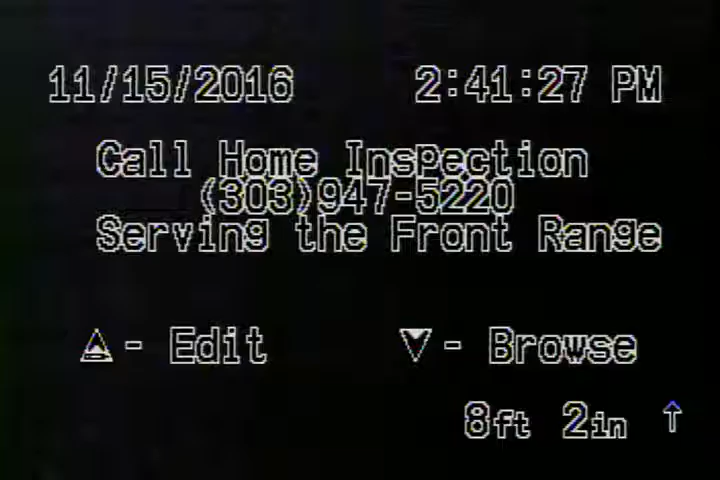 11/15/2016 2:41:27 PM
Call Home Inspection
(303)947-5220
Serving the Front Range
▲- Edit ▼- Browse
8ft 2in ↑